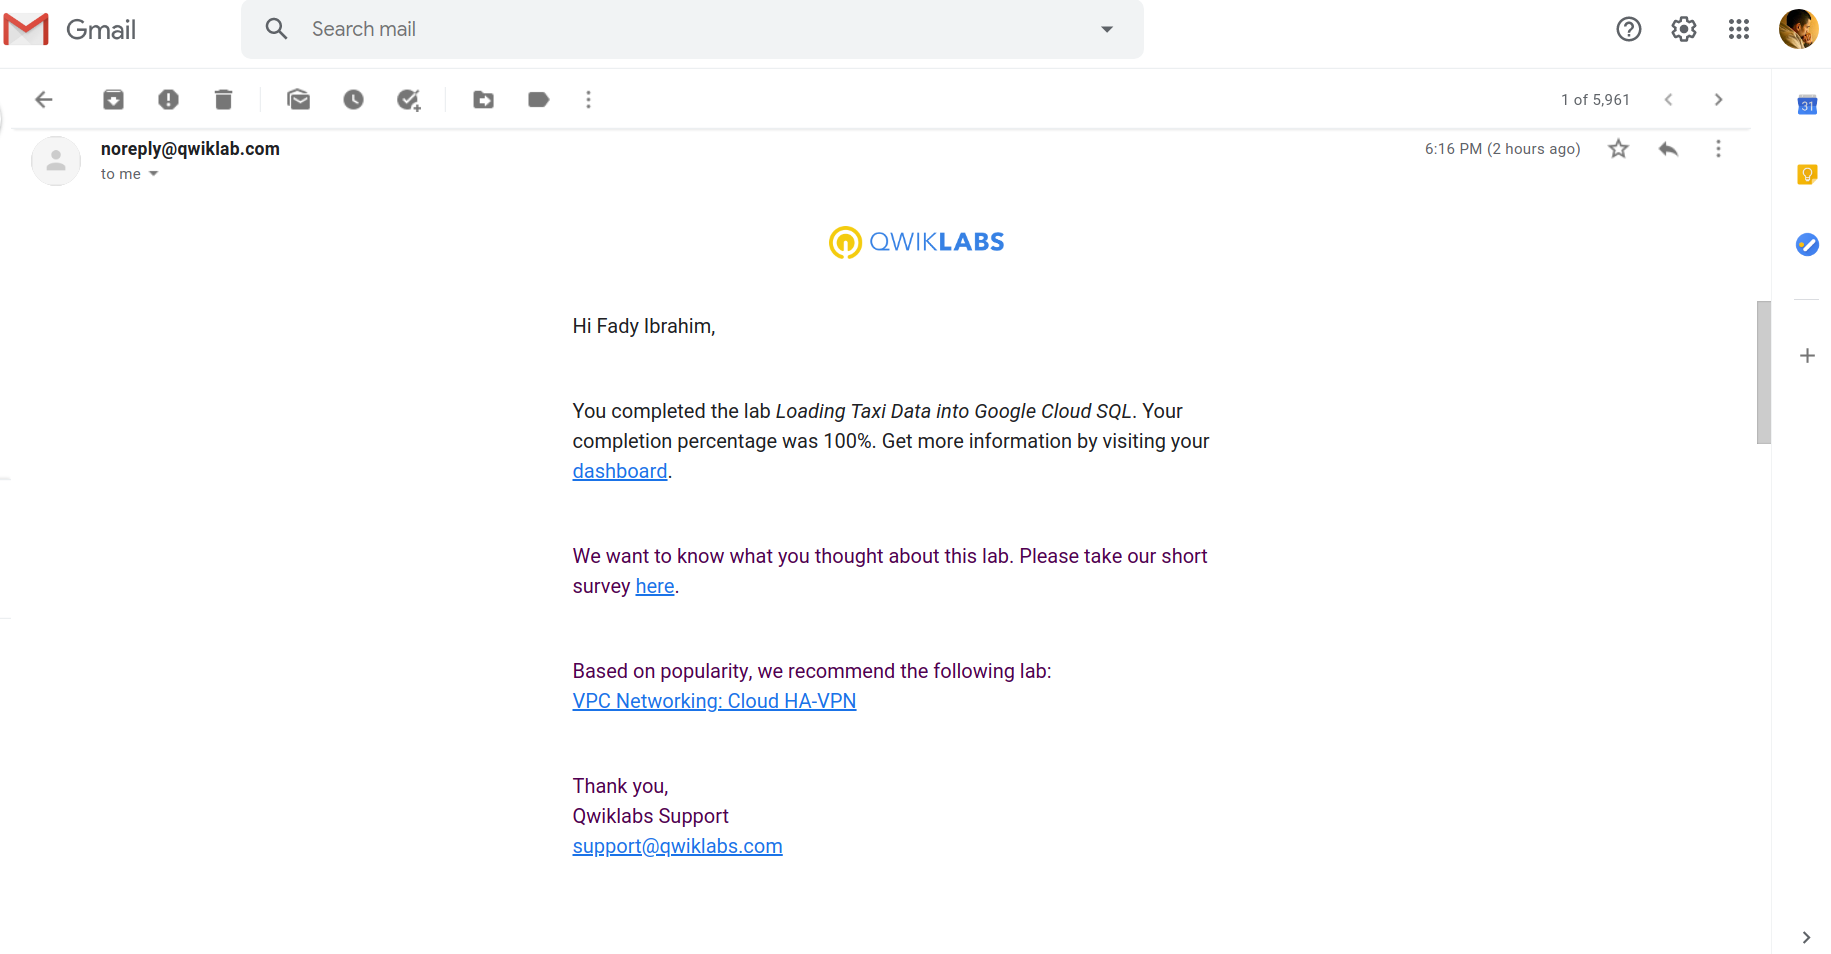 Gmail
Search mail
1 of 5,961
31
noreply@qwiklab.com
6:16 PM (2 hours ago)
to me
QWIKLABS
Hi Fady Ibrahim,
You completed the lab Loading Taxi Data into Google Cloud SQL. Your
completion percentage was 100%. Get more information by visiting your
dashboard.
We want to know what you thought about this lab. Please take our short
survey here.
Based on popularity, we recommend the following lab:
VPC Networking: Cloud HA-VPN
Thank you,
Qwiklabs Support
support@qwiklabs.com